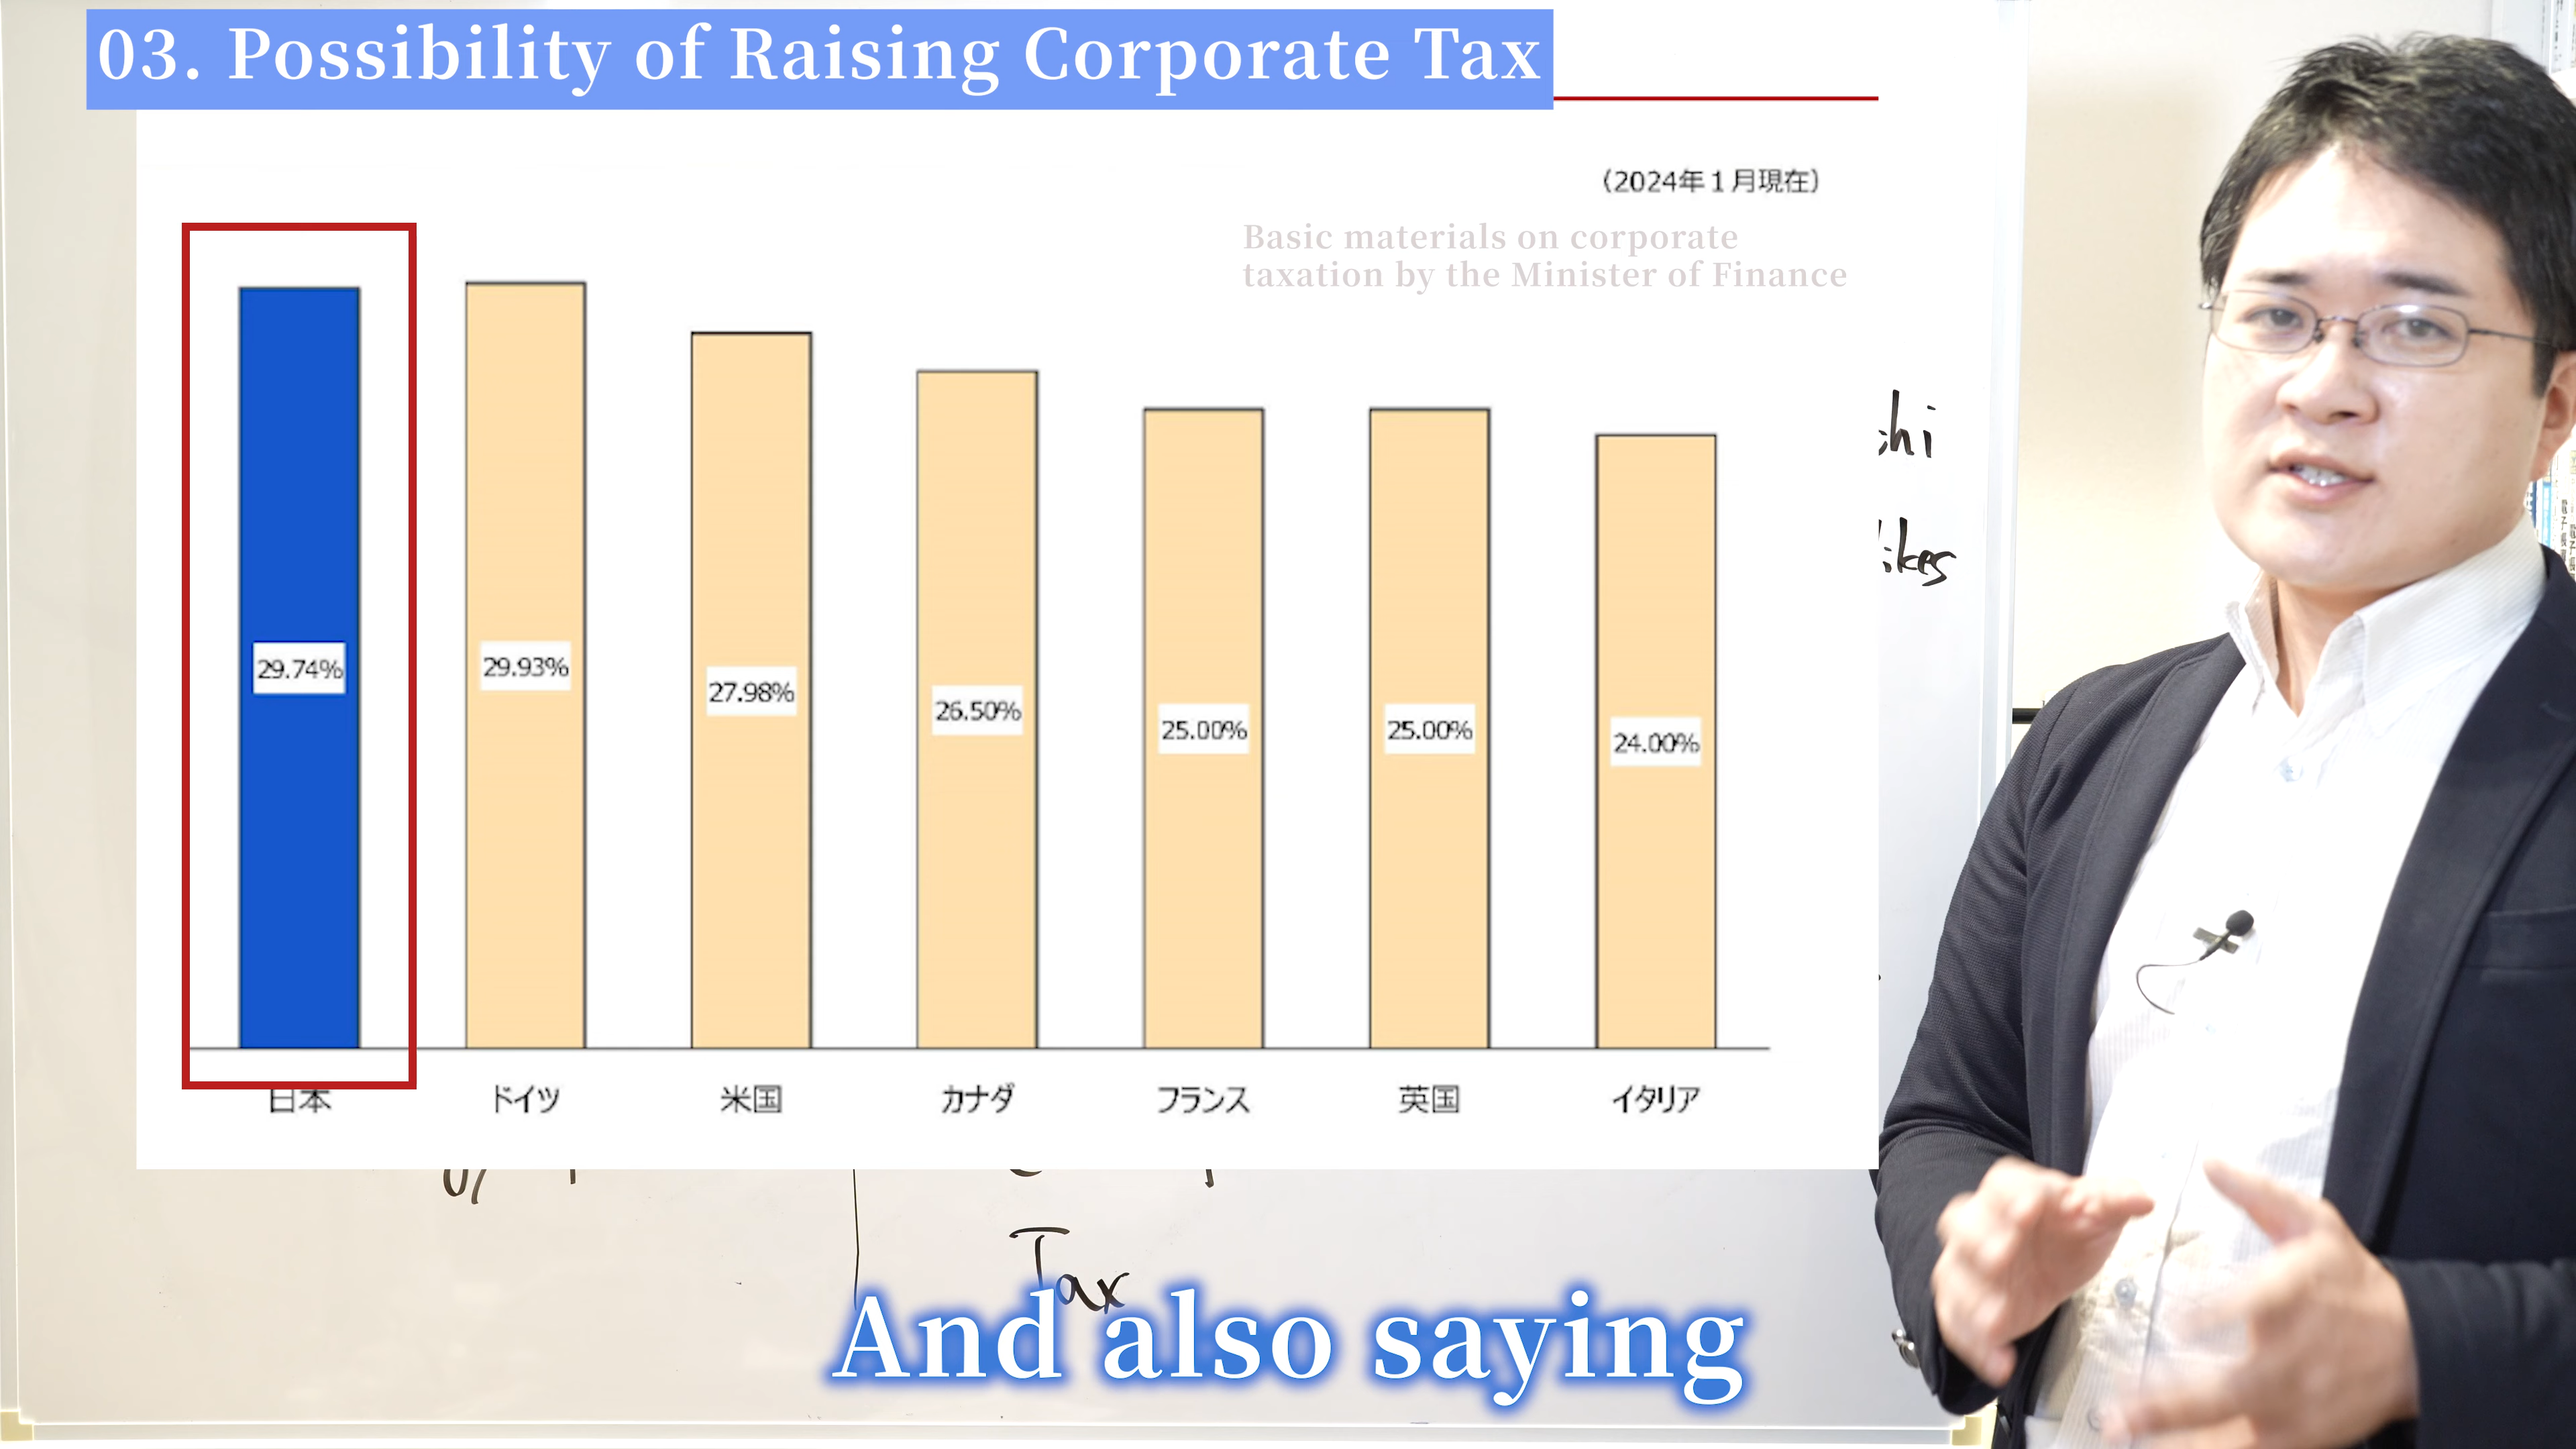 03. Possibility of Raising Corporate Tax
（2024年１月現在）
Basic materials on corporate
taxation by the Minister of Finance
29.74%
29.93%
27.98%
26.50%
25.00%
25.00%
24.00%
日本
ドイツ
米国
カナダ
フランス
英国
イタリア
Tax
And also saying